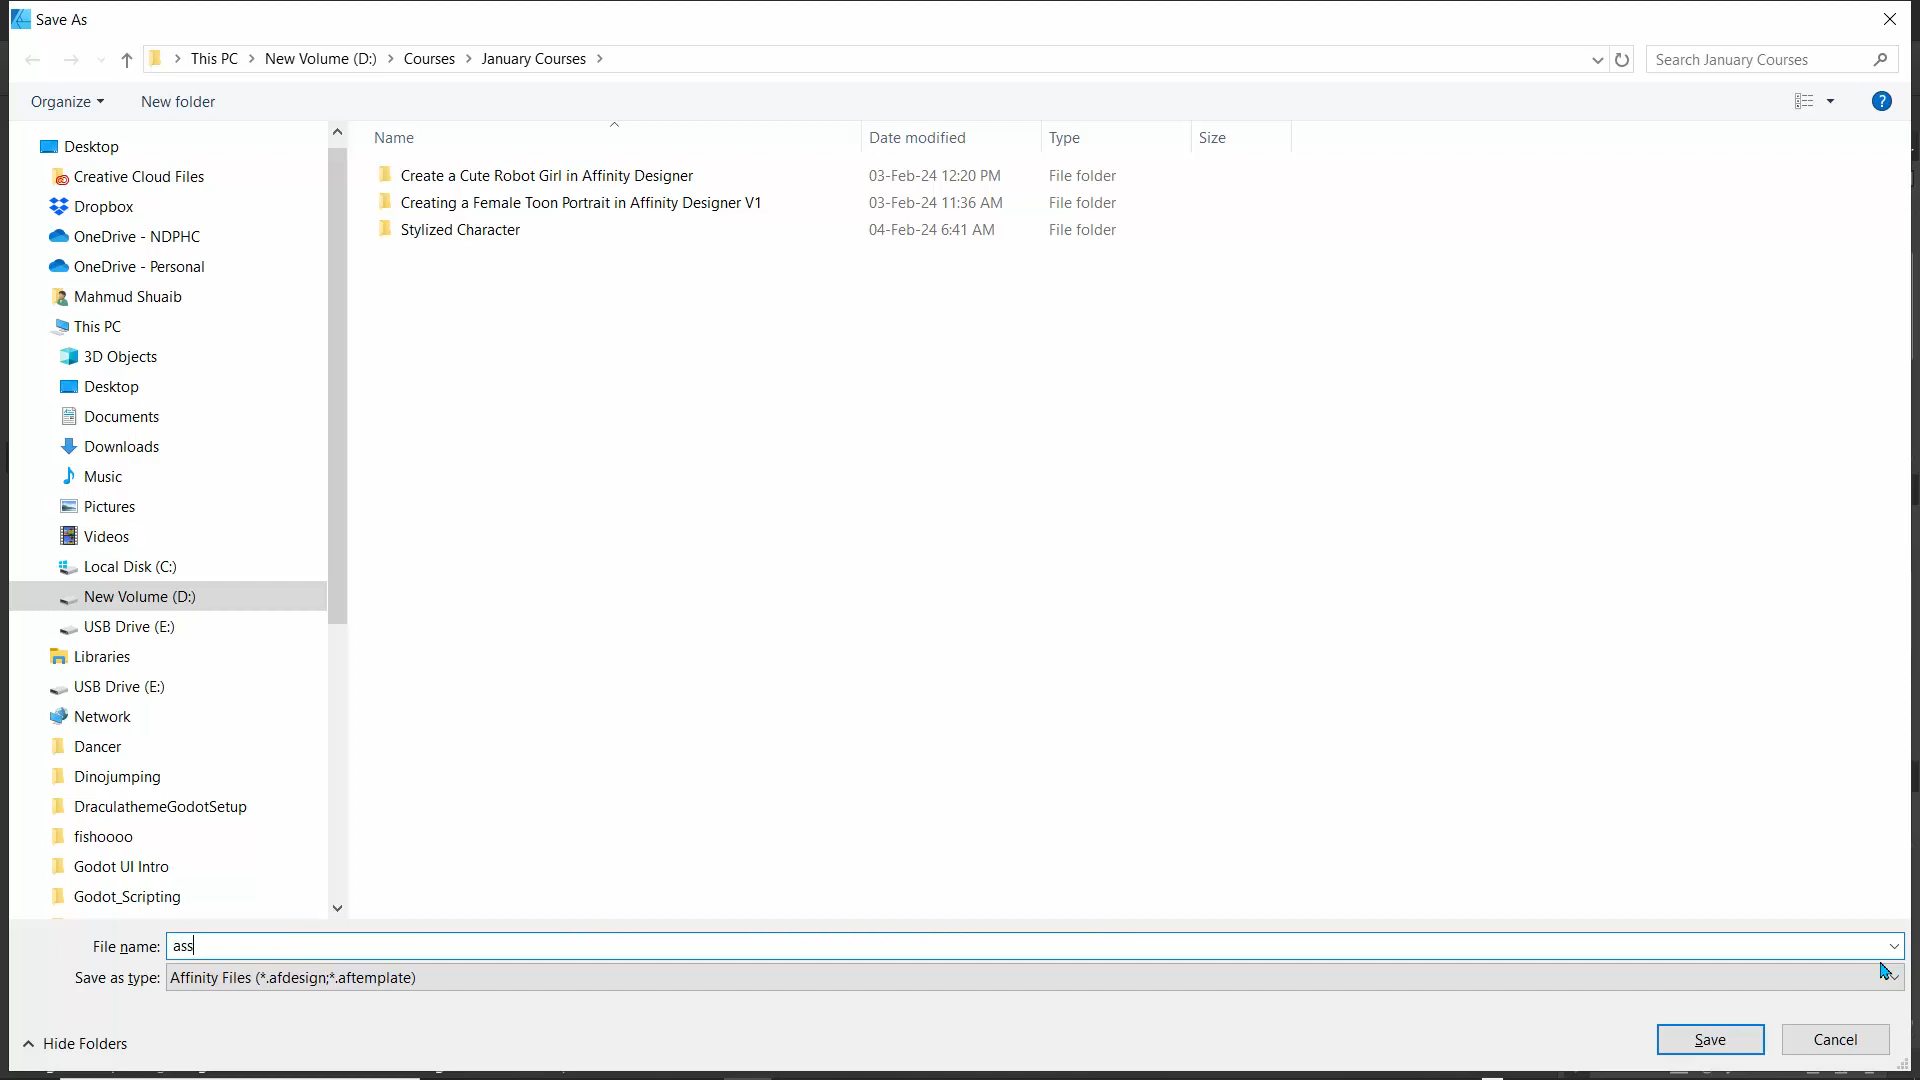 Save As
This PC > New Volume (D:) > Courses > January Courses >
Search January Courses
Organize New folder
?
Name Date modified Type Size
Create a Cute Robot Girl in Affinity Designer 03-Feb-24 12:20 PM File folder
Creating a Female Toon Portrait in Affinity Designer V1 03-Feb-24 11:36 AM File folder
Stylized Character 04-Feb-24 6:41 AM File folder
Desktop
Creative Cloud Files
Dropbox
OneDrive - NDPHC
OneDrive - Personal
Mahmud Shuaib
This PC
3D Objects
Desktop
Documents
Downloads
Music
Pictures
Videos
Local Disk (C:)
New Volume (D:)
USB Drive (E:)
Libraries
USB Drive (E:)
Network
Dancer
Dinojumping
DraculathemeGodotSetup
fishoooo
Godot UI Intro
Godot_Scripting
File name: ass
Save as type: Affinity Files (*.afdesign;*.aftemplate)
Hide Folders
Save Cancel